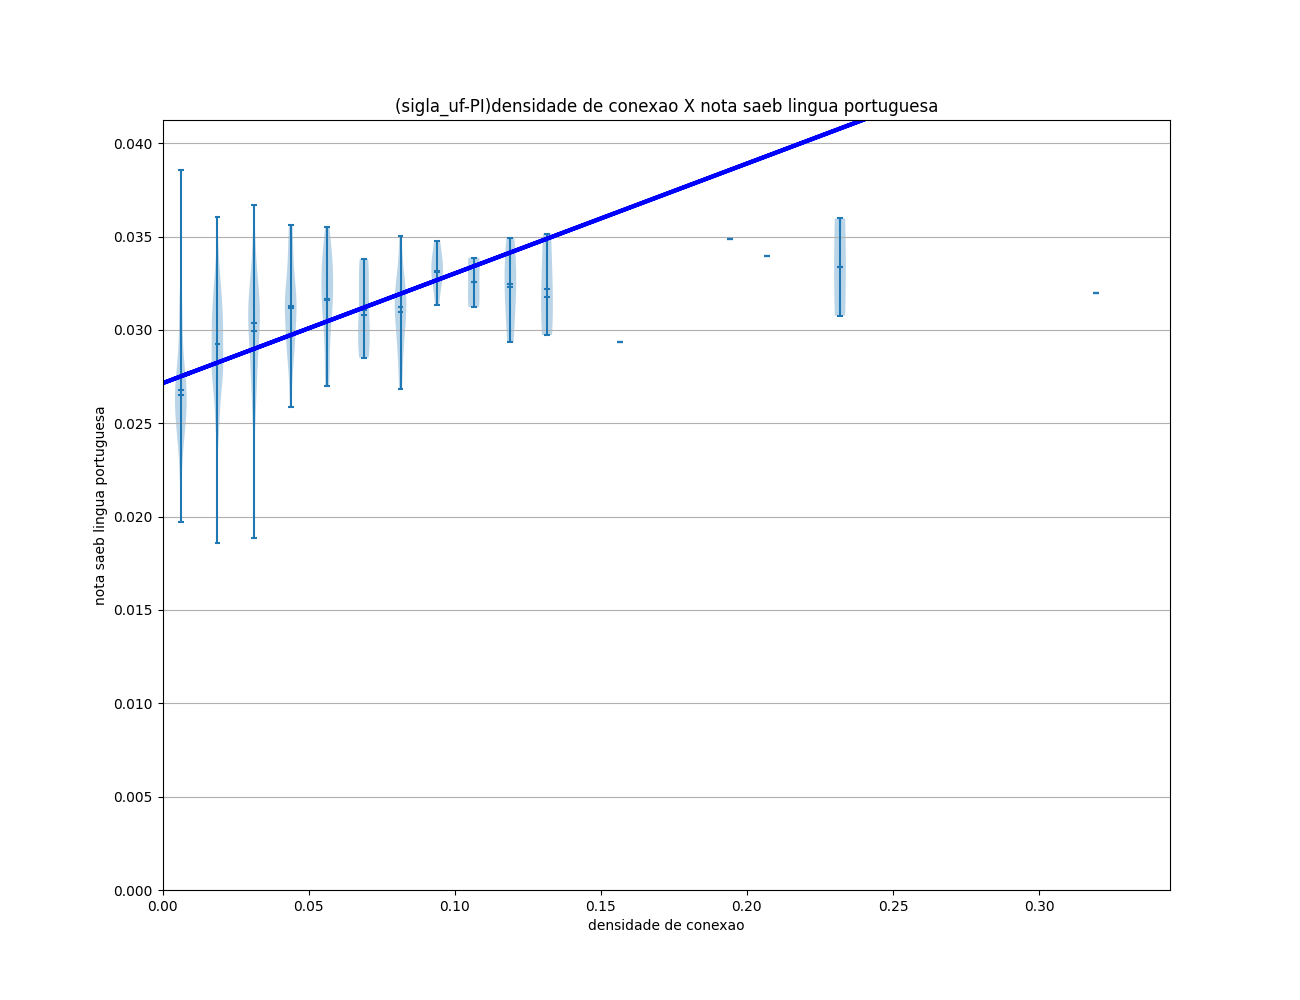 (sigla_uf-PI)densidade de conexao X nota saeb lingua portuguesa
0.040
0.035
0.030
0.025
0.020
0.015
0.010
0.005
0.000
nota saeb lingua portuguesa
0.00 0.05 0.10 0.15 0.20 0.25 0.30
densidade de conexao